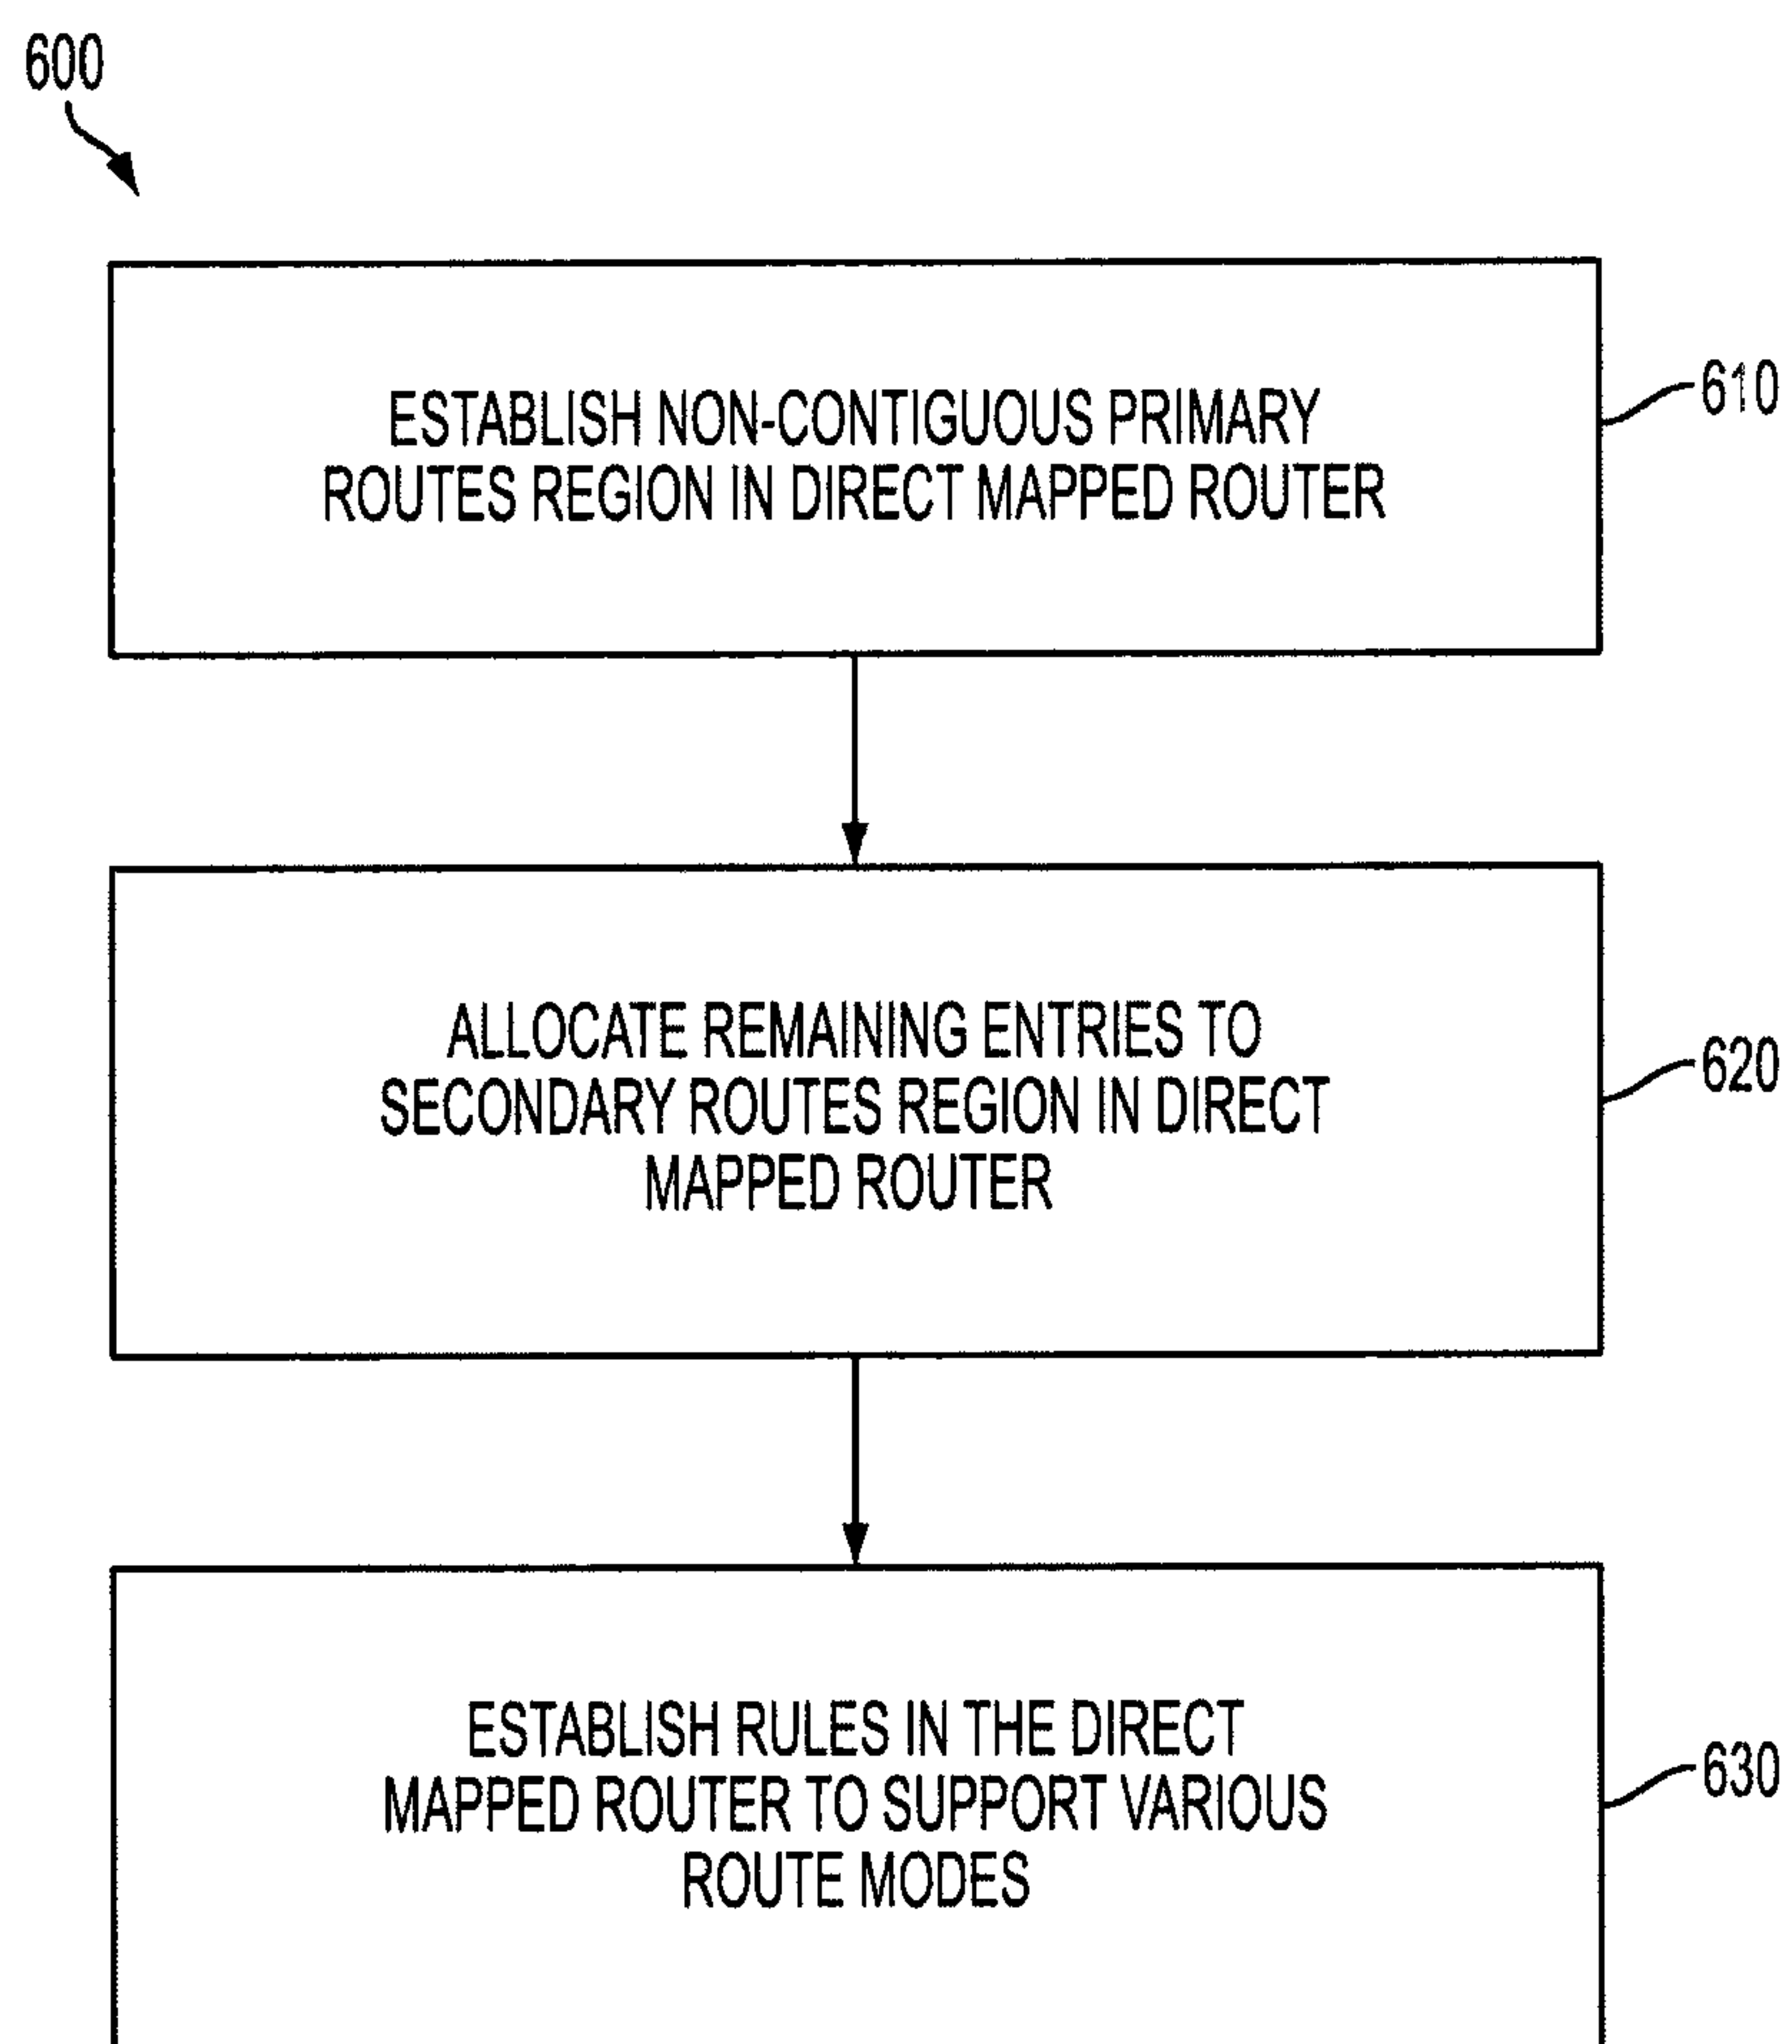 600
ESTABLISH NON-CONTIGUOUS PRIMARY
ROUTES REGION IN DIRECT MAPPED ROUTER
610
ALLOCATE REMAINING ENTRIES TO
SECONDARY ROUTES REGION IN DIRECT
MAPPED ROUTER
620
ESTABLISH RULES IN THE DIRECT
MAPPED ROUTER TO SUPPORT VARIOUS
ROUTE MODES
630